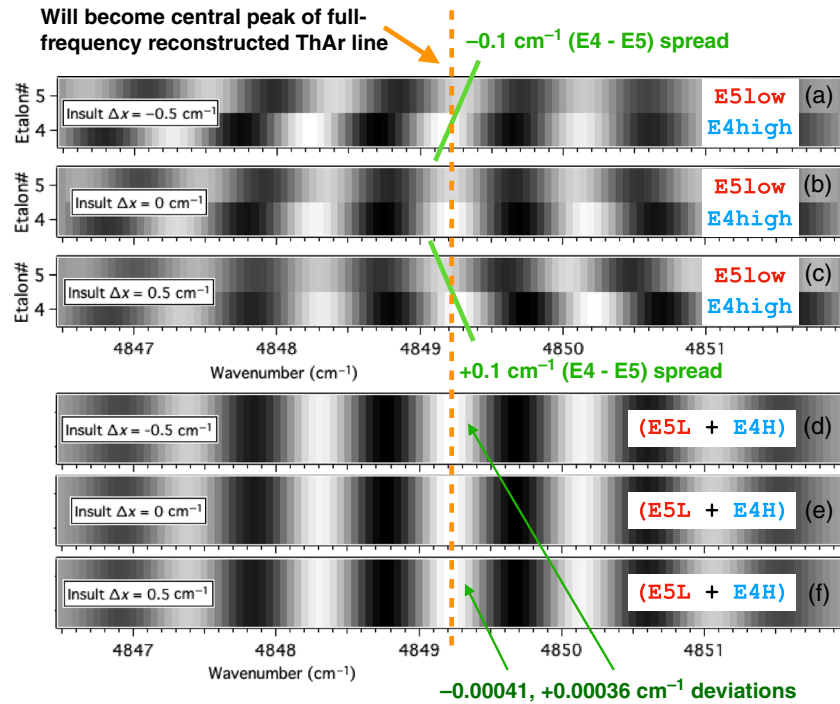 Will become central peak of full-
frequency reconstructed ThAr line
–0.1 cm⁻¹ (E4 - E5) spread
Etalon#
5
4
Insult Δx = −0.5 cm⁻¹
E5low
E4high
(a)
Etalon#
5
4
Insult Δx = 0 cm⁻¹
E5low
E4high
(b)
Etalon#
5
4
Insult Δx = 0.5 cm⁻¹
E5low
E4high
(c)
4847 4848 4849 4850 4851
Wavenumber (cm⁻¹)
+0.1 cm⁻¹ (E4 - E5) spread
Insult Δx = -0.5 cm⁻¹
(E5L + E4H)
(d)
Insult Δx = 0 cm⁻¹
(E5L + E4H)
(e)
Insult Δx = 0.5 cm⁻¹
(E5L + E4H)
(f)
4847 4848 4849 4850 4851
Wavenumber (cm⁻¹)
–0.00041, +0.00036 cm⁻¹ deviations